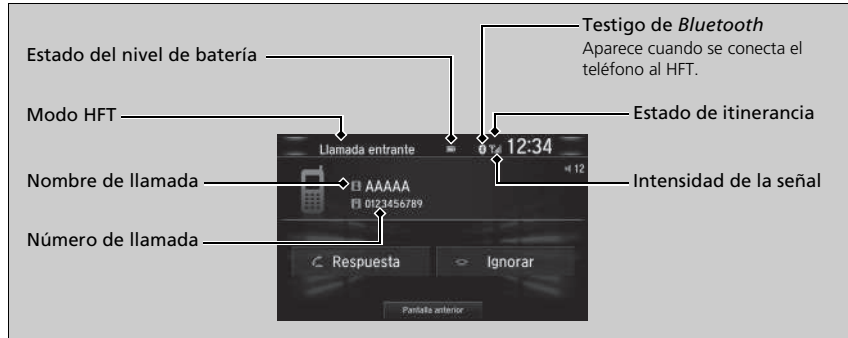 Testigo de Bluetooth
Aparece cuando se conecta el
teléfono al HFT.
Estado del nivel de batería
Modo HFT
Estado de itinerancia
Nombre de llamada
Intensidad de la señal
Número de llamada
Llamada entrante
12:34
12
AAAAA
0123456789
Respuesta
Ignorar
Pantalla anterior